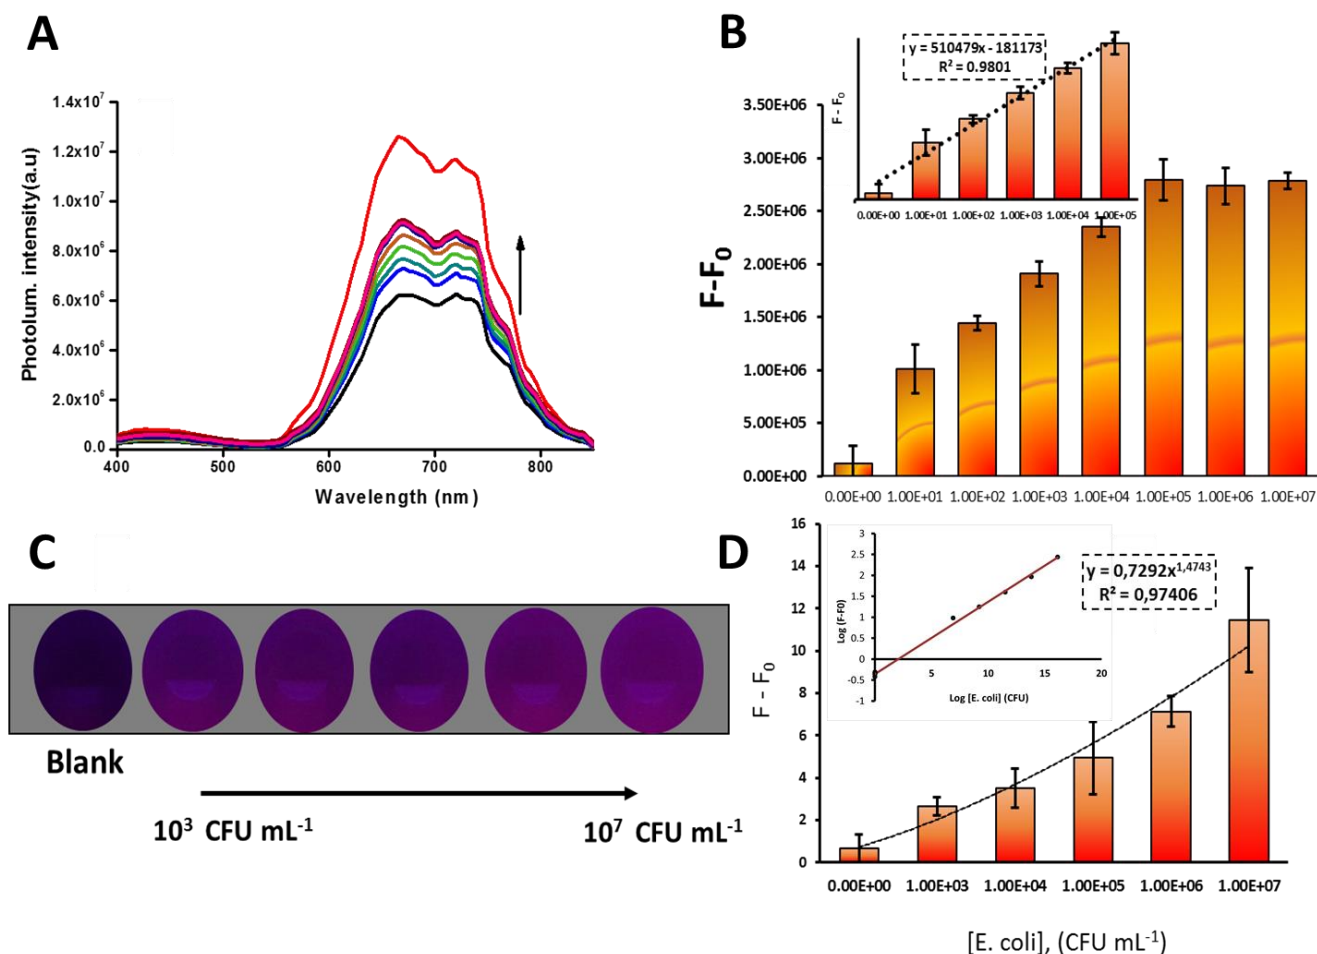 A
Photolum. intensity(a.u)
1.4x10⁷
1.2x10⁷
1.0x10⁷
8.0x10⁶
6.0x10⁶
4.0x10⁶
2.0x10⁶
0.0
400 500 600 700 800
Wavelength (nm)
B
F-F₀
3.50E+06
3.00E+06
2.50E+06
2.00E+06
1.50E+06
1.00E+06
5.00E+05
0.00E+00
0.00E+00 1.00E+01 1.00E+02 1.00E+03 1.00E+04 1.00E+05 1.00E+06 1.00E+07
F - F₀
y = 510479x - 181173
R² = 0.9801
0.00E+00 1.00E+01 1.00E+02 1.00E+03 1.00E+04 1.00E+05
C
Blank
10³ CFU mL⁻¹
10⁷ CFU mL⁻¹
D
F - F₀
16
14
12
10
8
6
4
2
0
0.00E+00 1.00E+03 1.00E+04 1.00E+05 1.00E+06 1.00E+07
[E. coli], (CFU mL⁻¹)
Log (F-F0)
3
2.5
2
1.5
1
0.5
0
-0.5
-1
5 10 15 20
Log [E. coli] (CFU)
y = 0,7292x^1,4743
R² = 0,97406